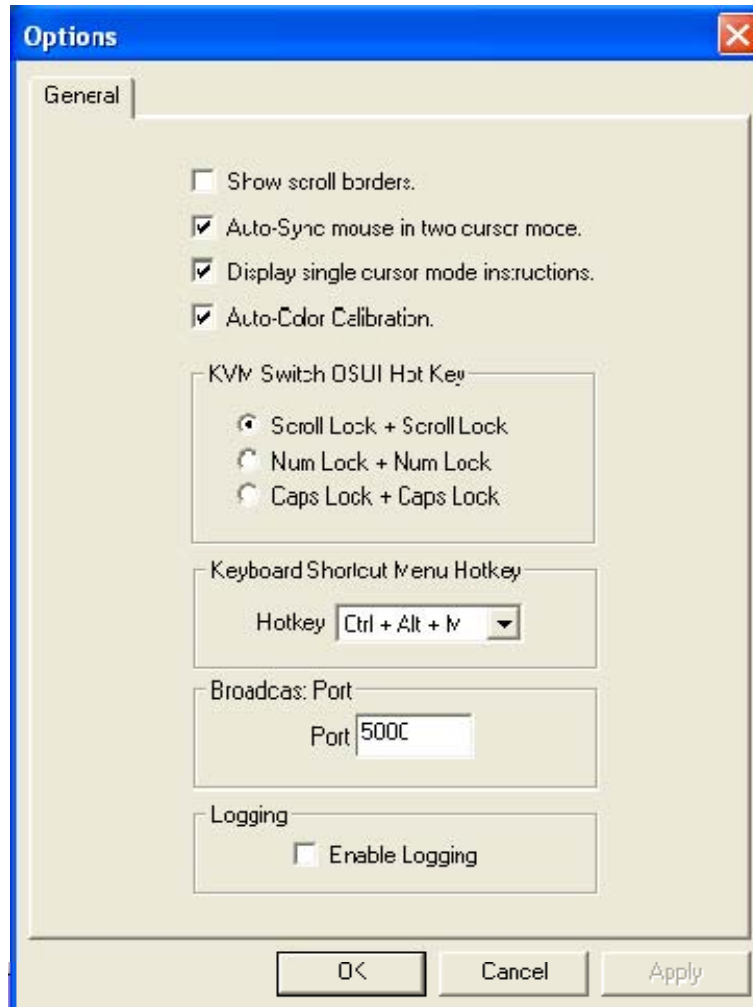 Options
General
Show scroll borders.
Auto-Sync mouse in two cursor mode.
Display single cursor mode instructions.
Auto-Color Calibration.
KVM Switch OSUI Hot Key
Scroll Lock + Scroll Lock
Num Lock + Num Lock
Caps Lock + Caps Lock
Keyboard Shortcut Menu Hotkey
Hotkey Ctrl + Alt + M
Broadcast Port
Port 5000
Logging
Enable Logging
OK Cancel Apply